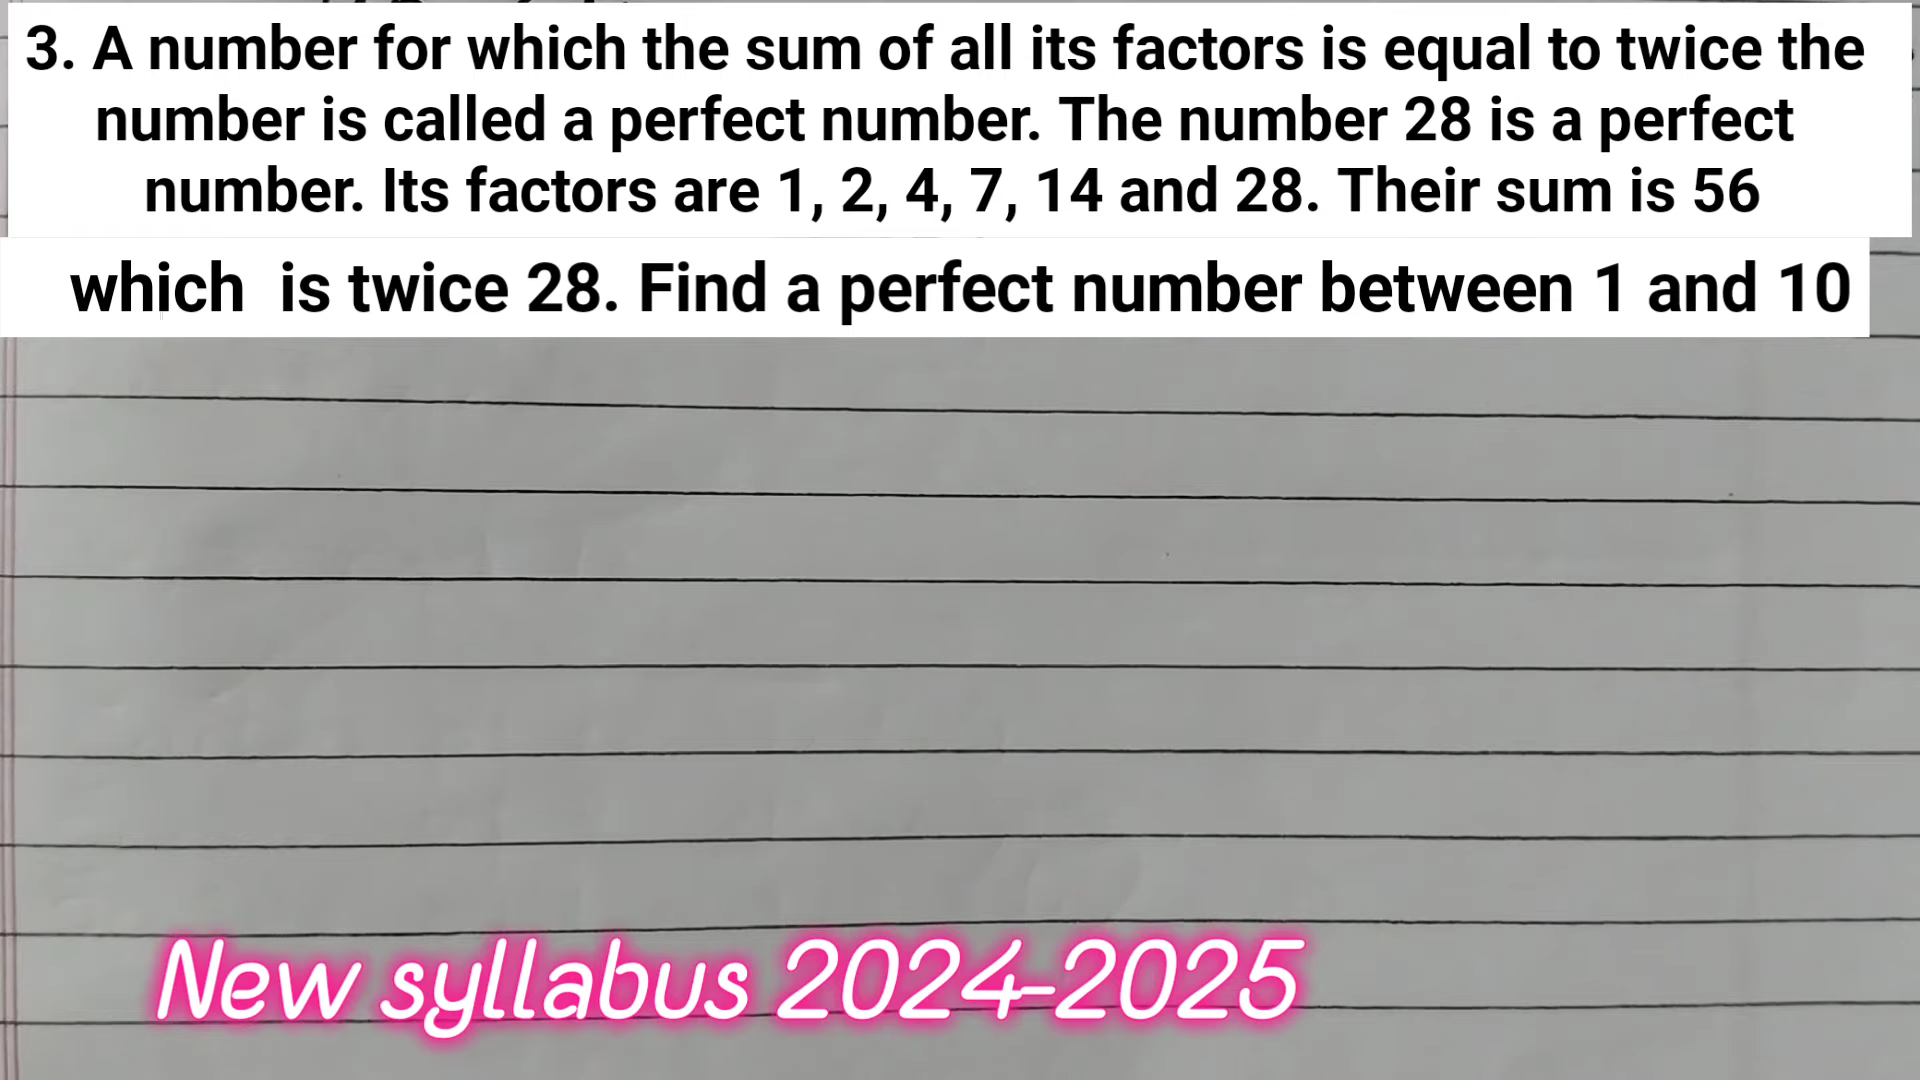 3. A number for which the sum of all its factors is equal to twice the
number is called a perfect number. The number 28 is a perfect
number. Its factors are 1, 2, 4, 7, 14 and 28. Their sum is 56
which is twice 28. Find a perfect number between 1 and 10
New syllabus 2024-2025